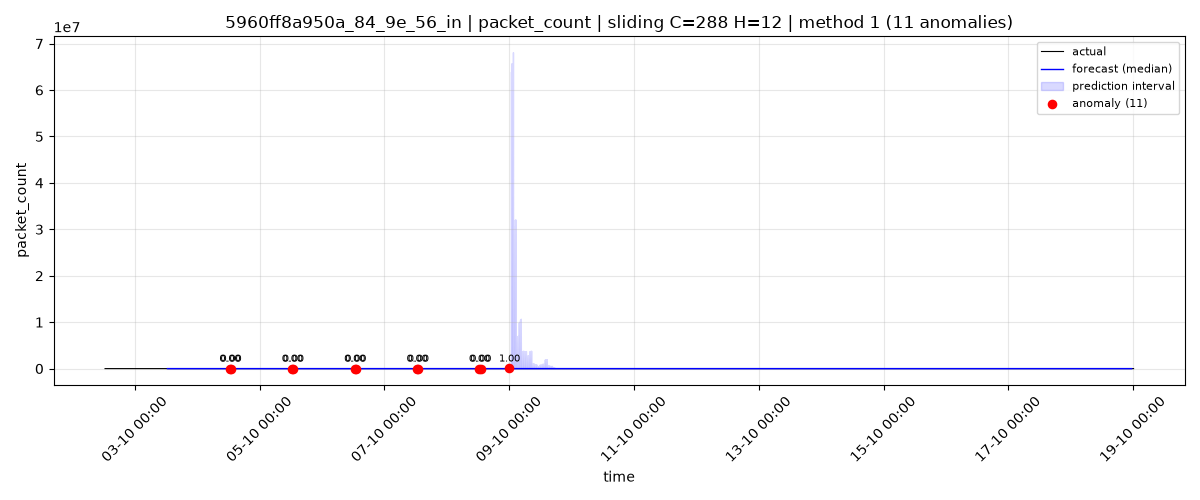 5960ff8a950a_84_9e_56_in | packet_count | sliding C=288 H=12 | method 1 (11 anomalies)
1e7
7
6
5
4
3
2
1
0
packet_count
actual
forecast (median)
prediction interval
anomaly (11)
0.00 0.00 0.00 0.00 0.00 1.00
03-10 00:00
05-10 00:00
07-10 00:00
09-10 00:00
11-10 00:00
13-10 00:00
15-10 00:00
17-10 00:00
19-10 00:00
time